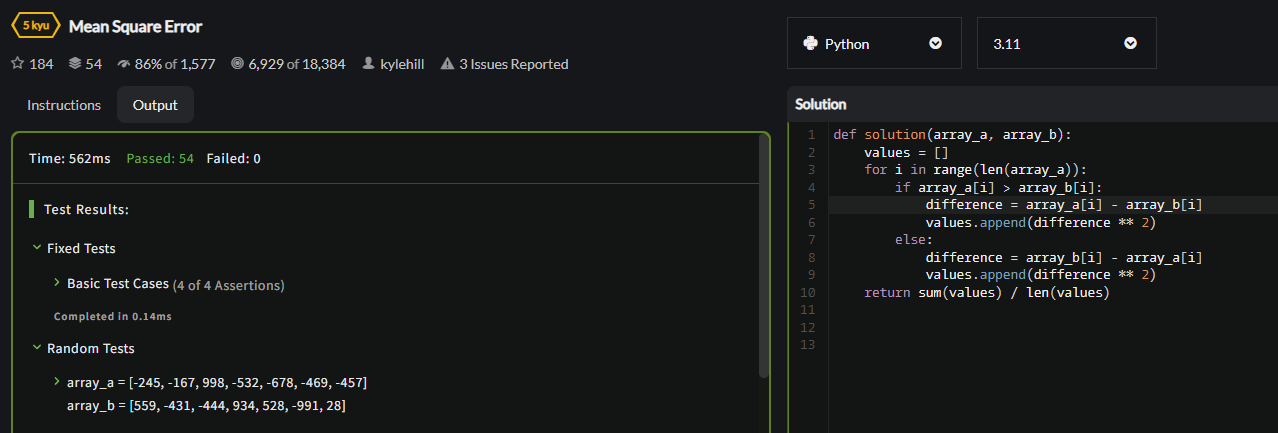 5 kyu Mean Square Error
184 54 86% of 1,577 6,929 of 18,384 kylehill 3 Issues Reported
Instructions Output
Time: 562ms Passed: 54 Failed: 0
Test Results:
Fixed Tests
Basic Test Cases (4 of 4 Assertions)
Completed in 0.14ms
Random Tests
array_a = [-245, -167, 998, -532, -678, -469, -457]
array_b = [559, -431, -444, 934, 528, -991, 28]
Python 3.11
Solution
1 def solution(array_a, array_b):
2     values = []
3     for i in range(len(array_a)):
4         if array_a[i] > array_b[i]:
5             difference = array_a[i] - array_b[i]
6             values.append(difference ** 2)
7         else:
8             difference = array_b[i] - array_a[i]
9             values.append(difference ** 2)
10     return sum(values) / len(values)
11
12
13